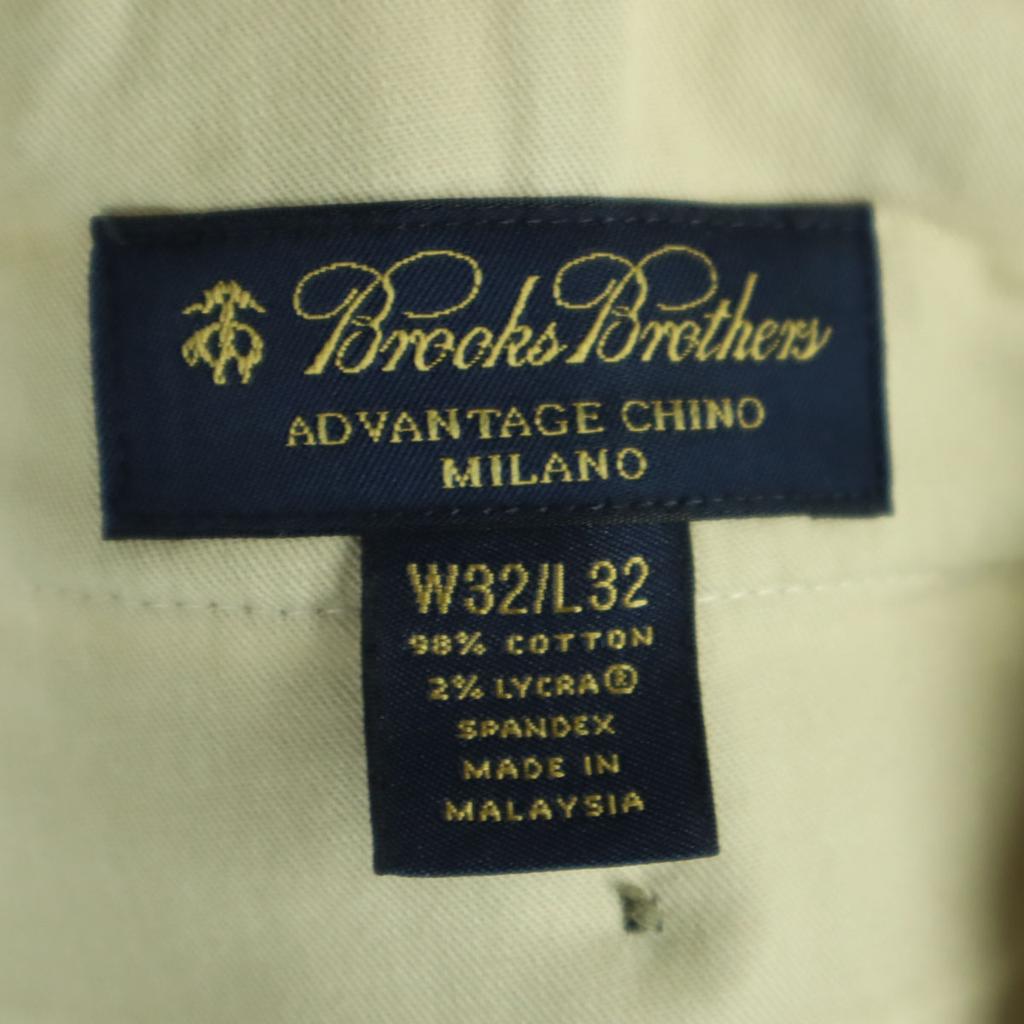 Brooks Brothers
ADVANTAGE CHINO
MILANO
W32/L32
98% COTTON
2% LYCRA®
SPANDEX
MADE IN
MALAYSIA